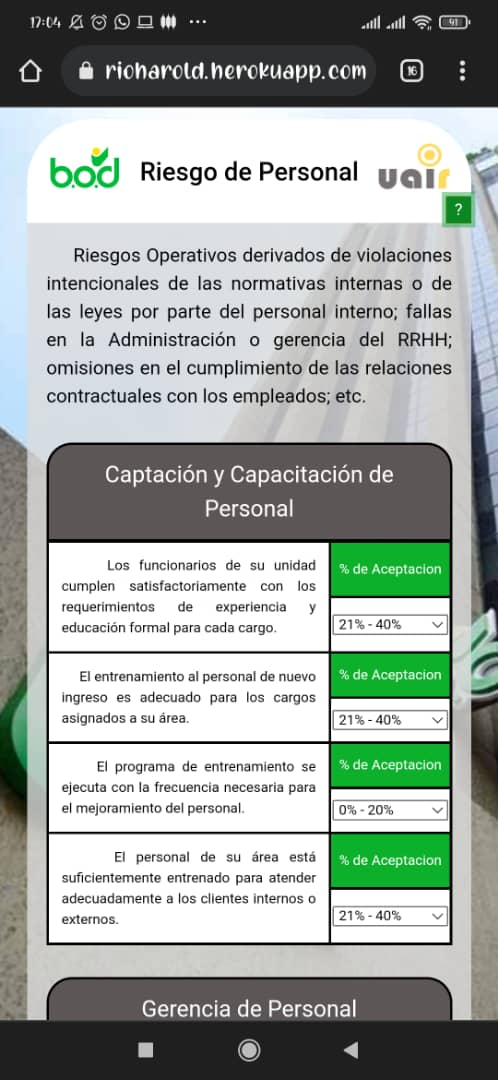 17:04
91
rioharold.herokuapp.com
16
b.o.d
Riesgo de Personal
uair
?
Riesgos Operativos derivados de violaciones
intencionales de las normativas internas o de
las leyes por parte del personal interno; fallas
en la Administración o gerencia del RRHH;
omisiones en el cumplimiento de las relaciones
contractuales con los empleados; etc.
Captación y Capacitación de
Personal
Los funcionarios de su unidad
cumplen satisfactoriamente con los
requerimientos de experiencia y
educación formal para cada cargo.
% de Aceptacion
21% - 40%
El entrenamiento al personal de nuevo
ingreso es adecuado para los cargos
asignados a su área.
% de Aceptacion
21% - 40%
El programa de entrenamiento se
ejecuta con la frecuencia necesaria para
el mejoramiento del personal.
% de Aceptacion
0% - 20%
El personal de su área está
suficientemente entrenado para atender
adecuadamente a los clientes internos o
externos.
% de Aceptacion
21% - 40%
Gerencia de Personal